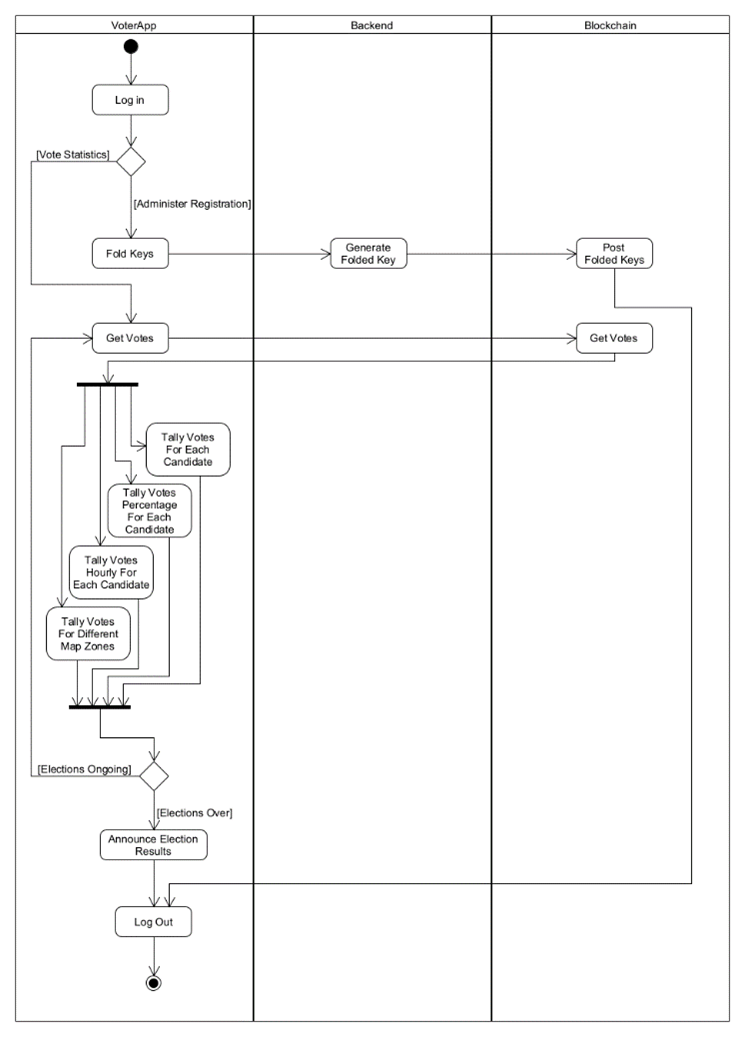 VoterApp
Backend
Blockchain
Log in
[Vote Statistics]
[Administer Registration]
Fold Keys
Generate
Folded Key
Post
Folded Keys
Get Votes
Get Votes
Tally Votes
For Each
Candidate
Tally Votes
Percentage
For Each
Candidate
Tally Votes
Hourly For
Each Candidate
Tally Votes
For Different
Map Zones
[Elections Ongoing]
[Elections Over]
Announce Election
Results
Log Out